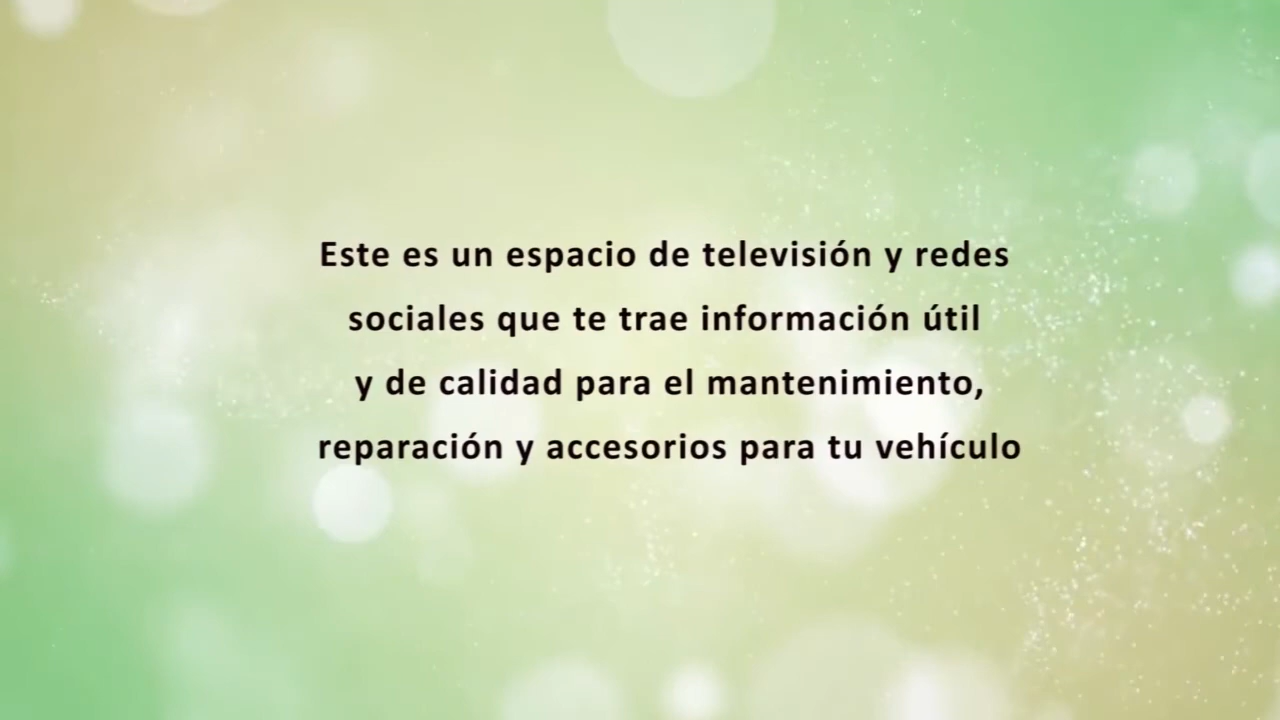 Este es un espacio de televisión y redes
sociales que te trae información útil
y de calidad para el mantenimiento,
reparación y accesorios para tu vehículo